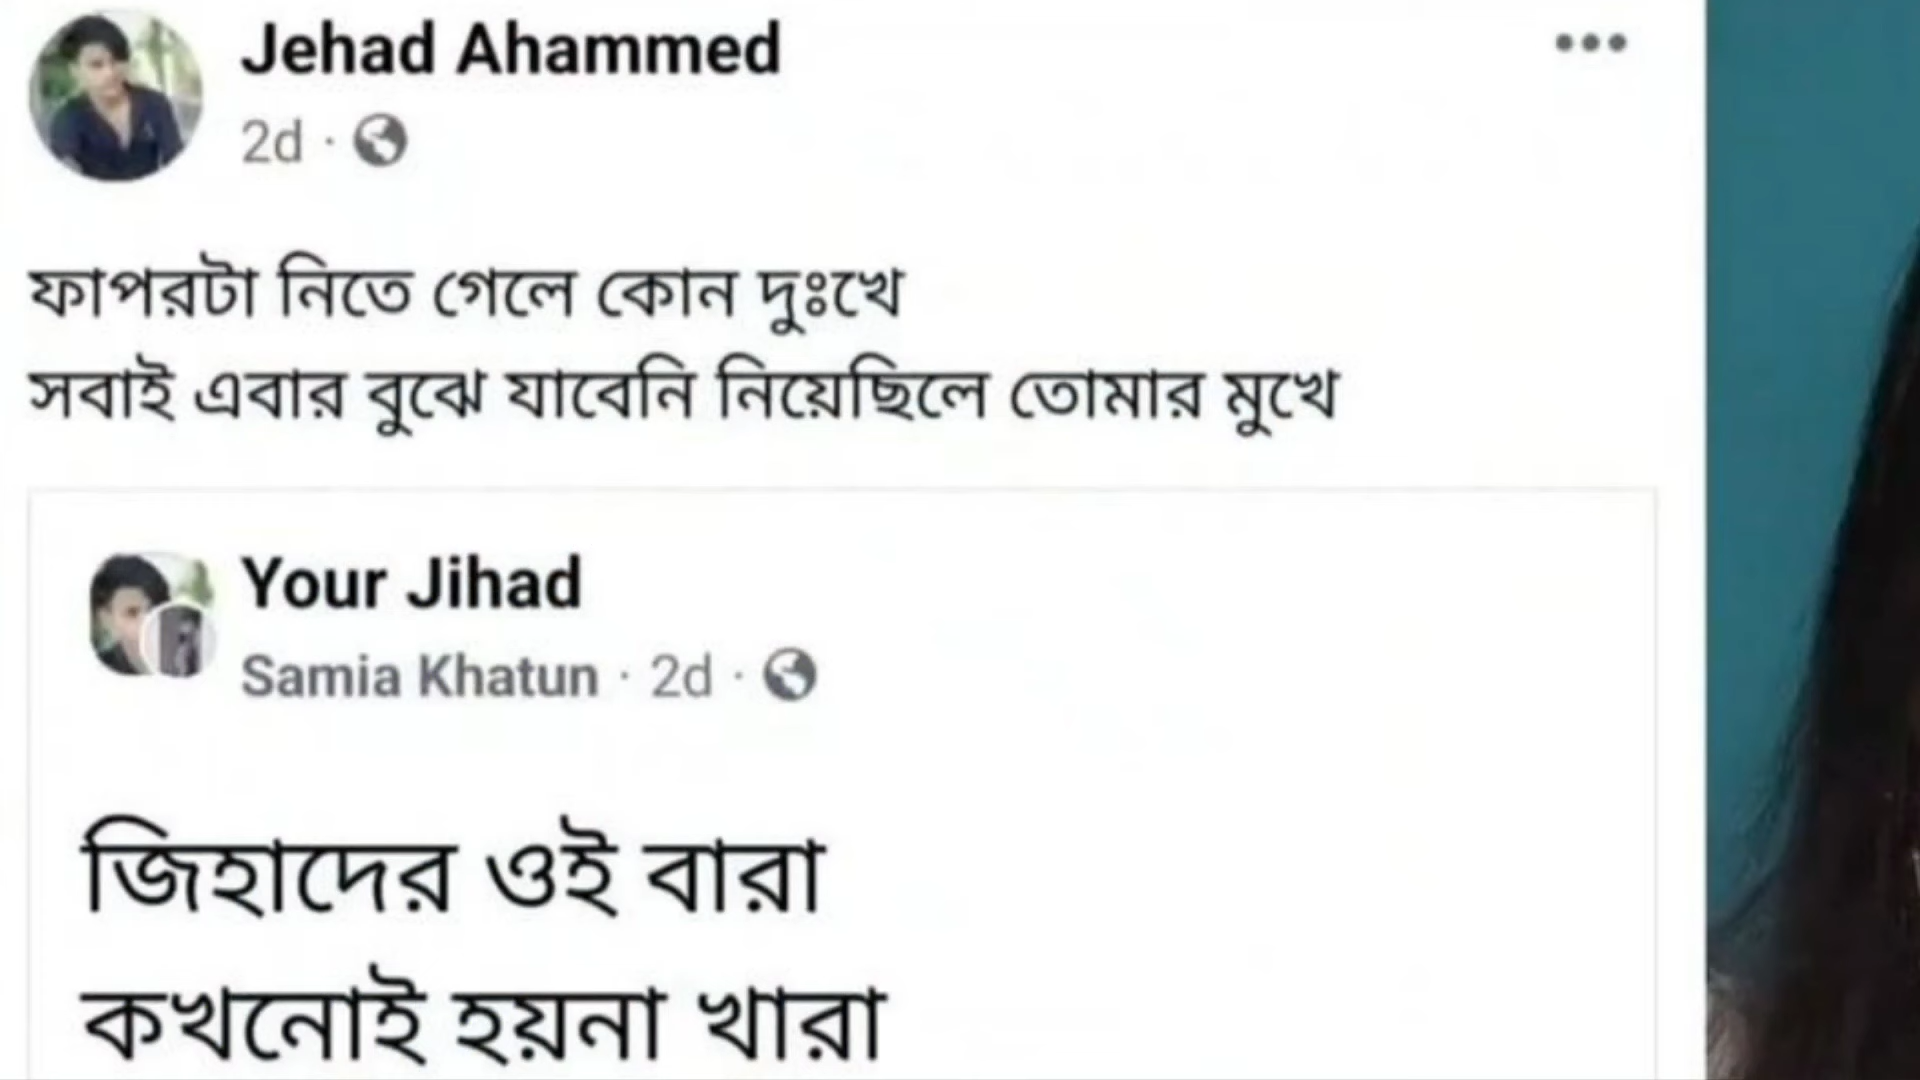 Jehad Ahammed
2d ·
ফাপরটা নিতে গেলে কোন দুঃখে
সবাই এবার বুঝে যাবেনি নিয়েছিলে তোমার মুখে
Your Jihad
Samia Khatun · 2d ·
জিহাদের ওই বারা
কখনোই হয়না খারা